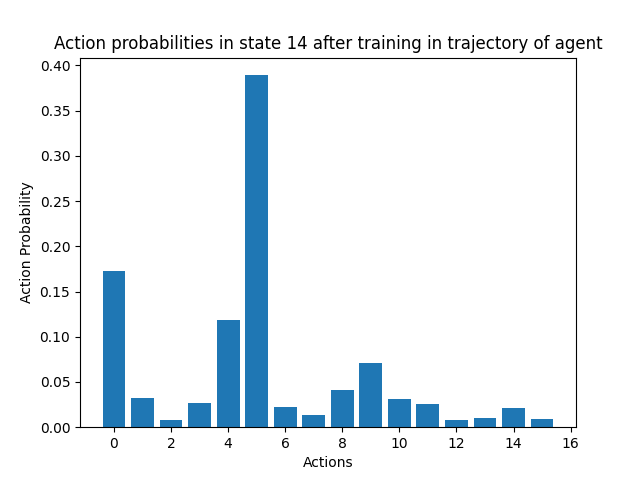 Action probabilities in state 14 after training in trajectory of agent
0.40
0.35
0.30
0.25
0.20
0.15
0.10
0.05
0.00
Action Probability
0 2 4 6 8 10 12 14 16
Actions